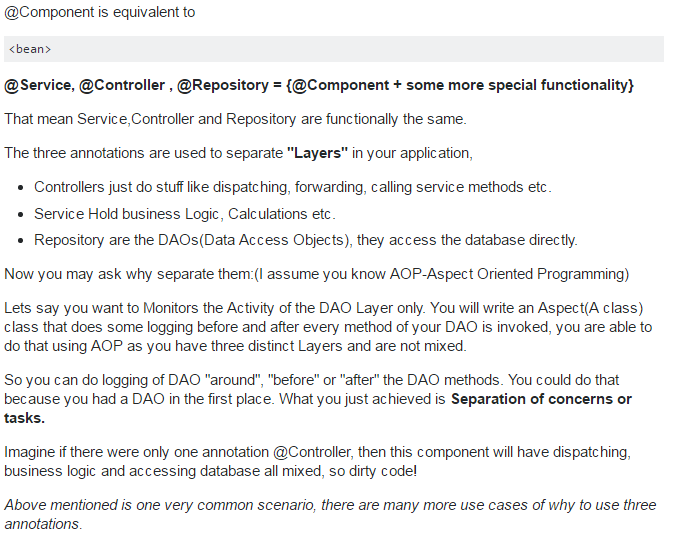 @Component is equivalent to
<bean>
@Service, @Controller , @Repository = {@Component + some more special functionality}
That mean Service,Controller and Repository are functionally the same.
The three annotations are used to separate "Layers" in your application,
• Controllers just do stuff like dispatching, forwarding, calling service methods etc.
• Service Hold business Logic, Calculations etc.
• Repository are the DAOs(Data Access Objects), they access the database directly.
Now you may ask why separate them:(I assume you know AOP-Aspect Oriented Programming)
Lets say you want to Monitors the Activity of the DAO Layer only. You will write an Aspect(A class)
class that does some logging before and after every method of your DAO is invoked, you are able to
do that using AOP as you have three distinct Layers and are not mixed.
So you can do logging of DAO "around", "before" or "after" the DAO methods. You could do that
because you had a DAO in the first place. What you just achieved is Separation of concerns or
tasks.
Imagine if there were only one annotation @Controller, then this component will have dispatching,
business logic and accessing database all mixed, so dirty code!
Above mentioned is one very common scenario, there are many more use cases of why to use three
annotations.